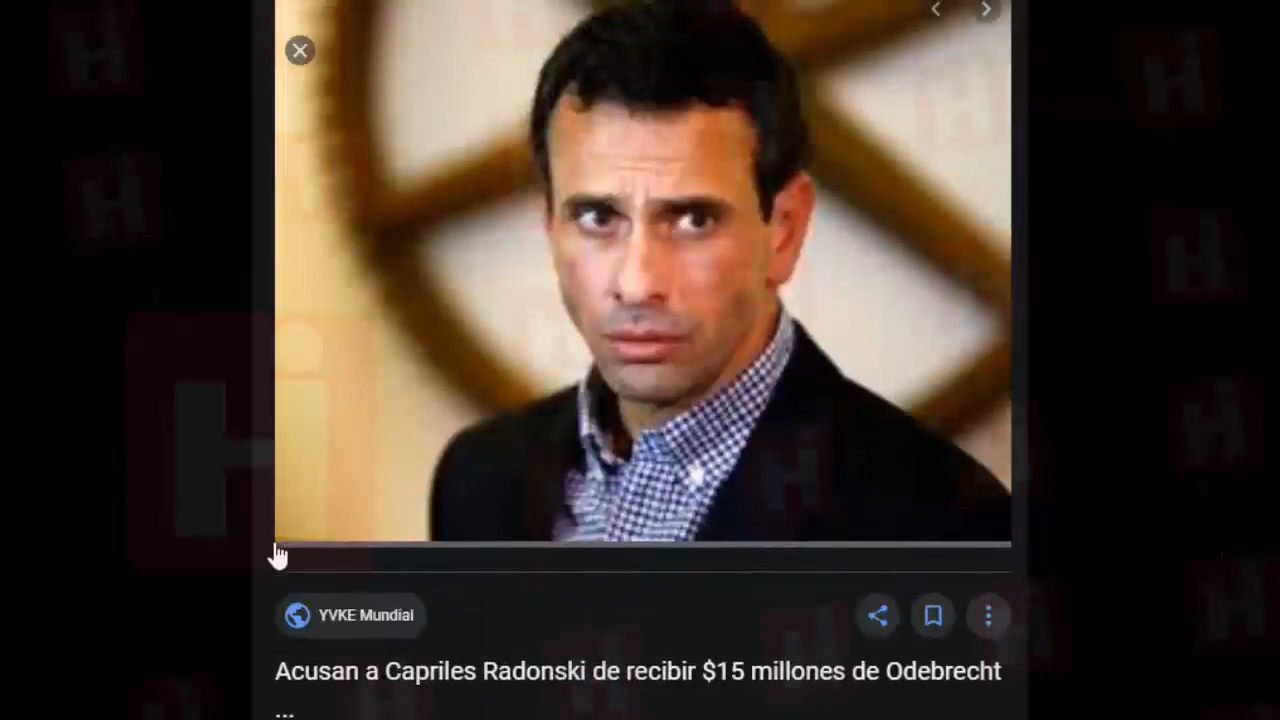 YVKE Mundial
Acusan a Capriles Radonski de recibir $15 millones de Odebrecht
...